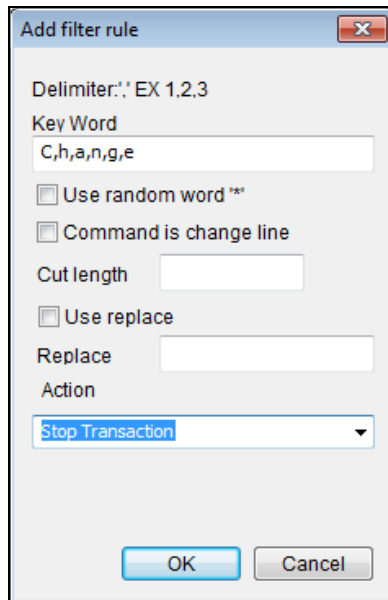 Add filter rule
Delimiter:',' EX 1,2,3
Key Word
C,h,a,n,g,e
Use random word '*'
Command is change line
Cut length
Use replace
Replace
Action
Stop Transaction
OK Cancel